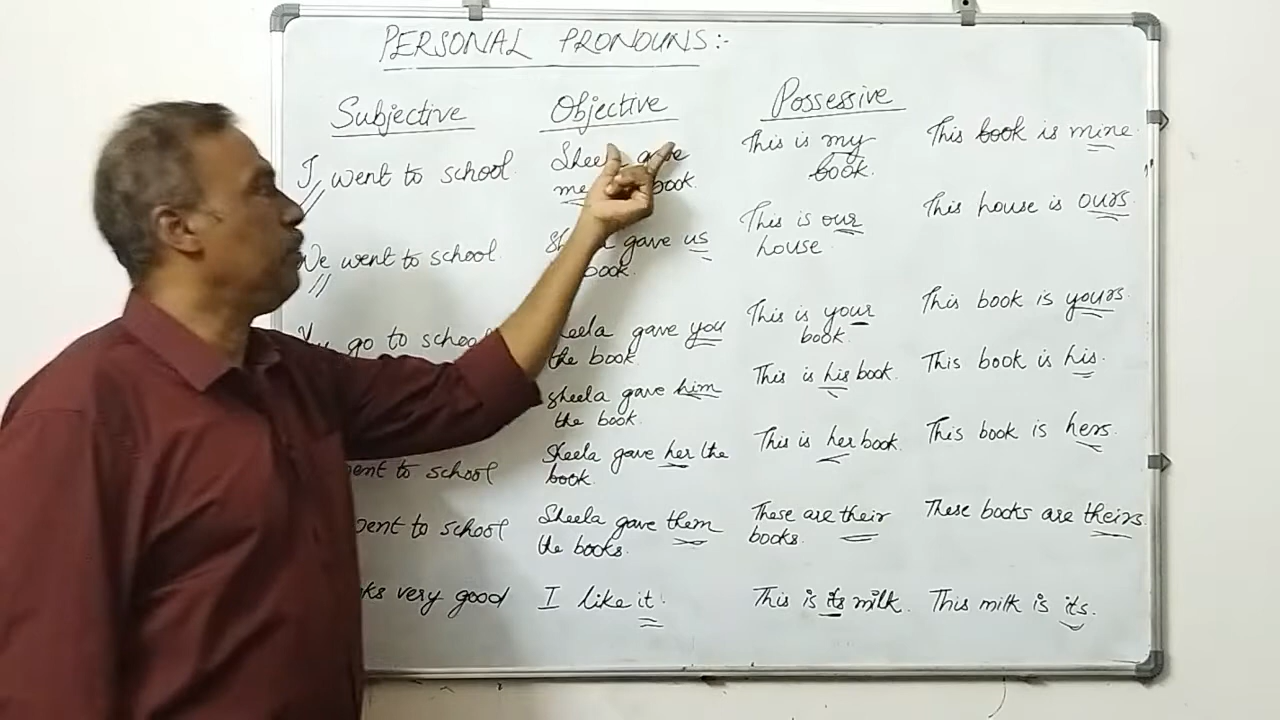 PERSONAL PRONOUNS:-
Subjective
I went to school.
We went to school.
go to school
went to school
went to school
very good
Objective
Sheela gave
me book.
gave us
book.
Sheela gave you
the book.
Sheela gave him
the book.
Sheela gave her the
book.
Sheela gave them
the books.
I like it.
Possessive
This is my
book.
This is our
house.
This is your
book.
This is his book.
This is her book.
These are their
books.
This is its milk.
This book is mine.
This house is ours.
This book is yours.
This book is his.
This book is hers.
These books are theirs.
This milk is its.